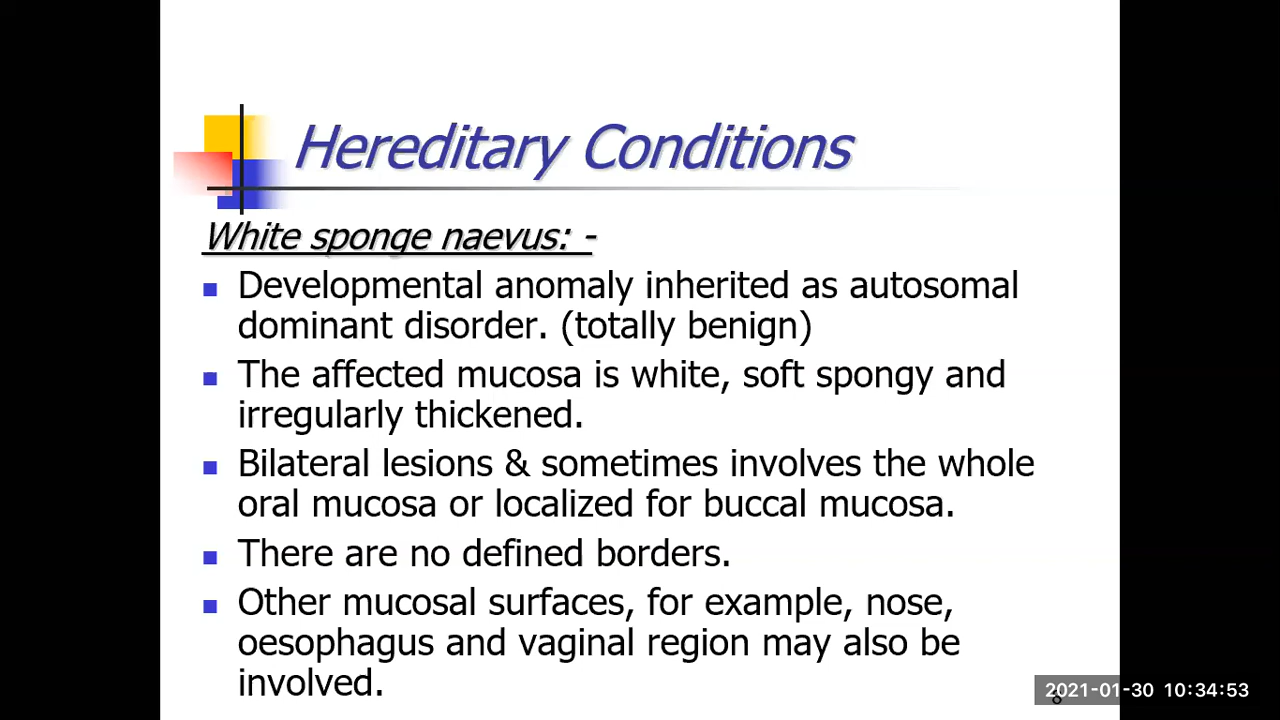 Hereditary Conditions
White sponge naevus: -
Developmental anomaly inherited as autosomal
dominant disorder. (totally benign)
The affected mucosa is white, soft spongy and
irregularly thickened.
Bilateral lesions & sometimes involves the whole
oral mucosa or localized for buccal mucosa.
There are no defined borders.
Other mucosal surfaces, for example, nose,
oesophagus and vaginal region may also be
involved.
2021-01-30 10:34:53
8